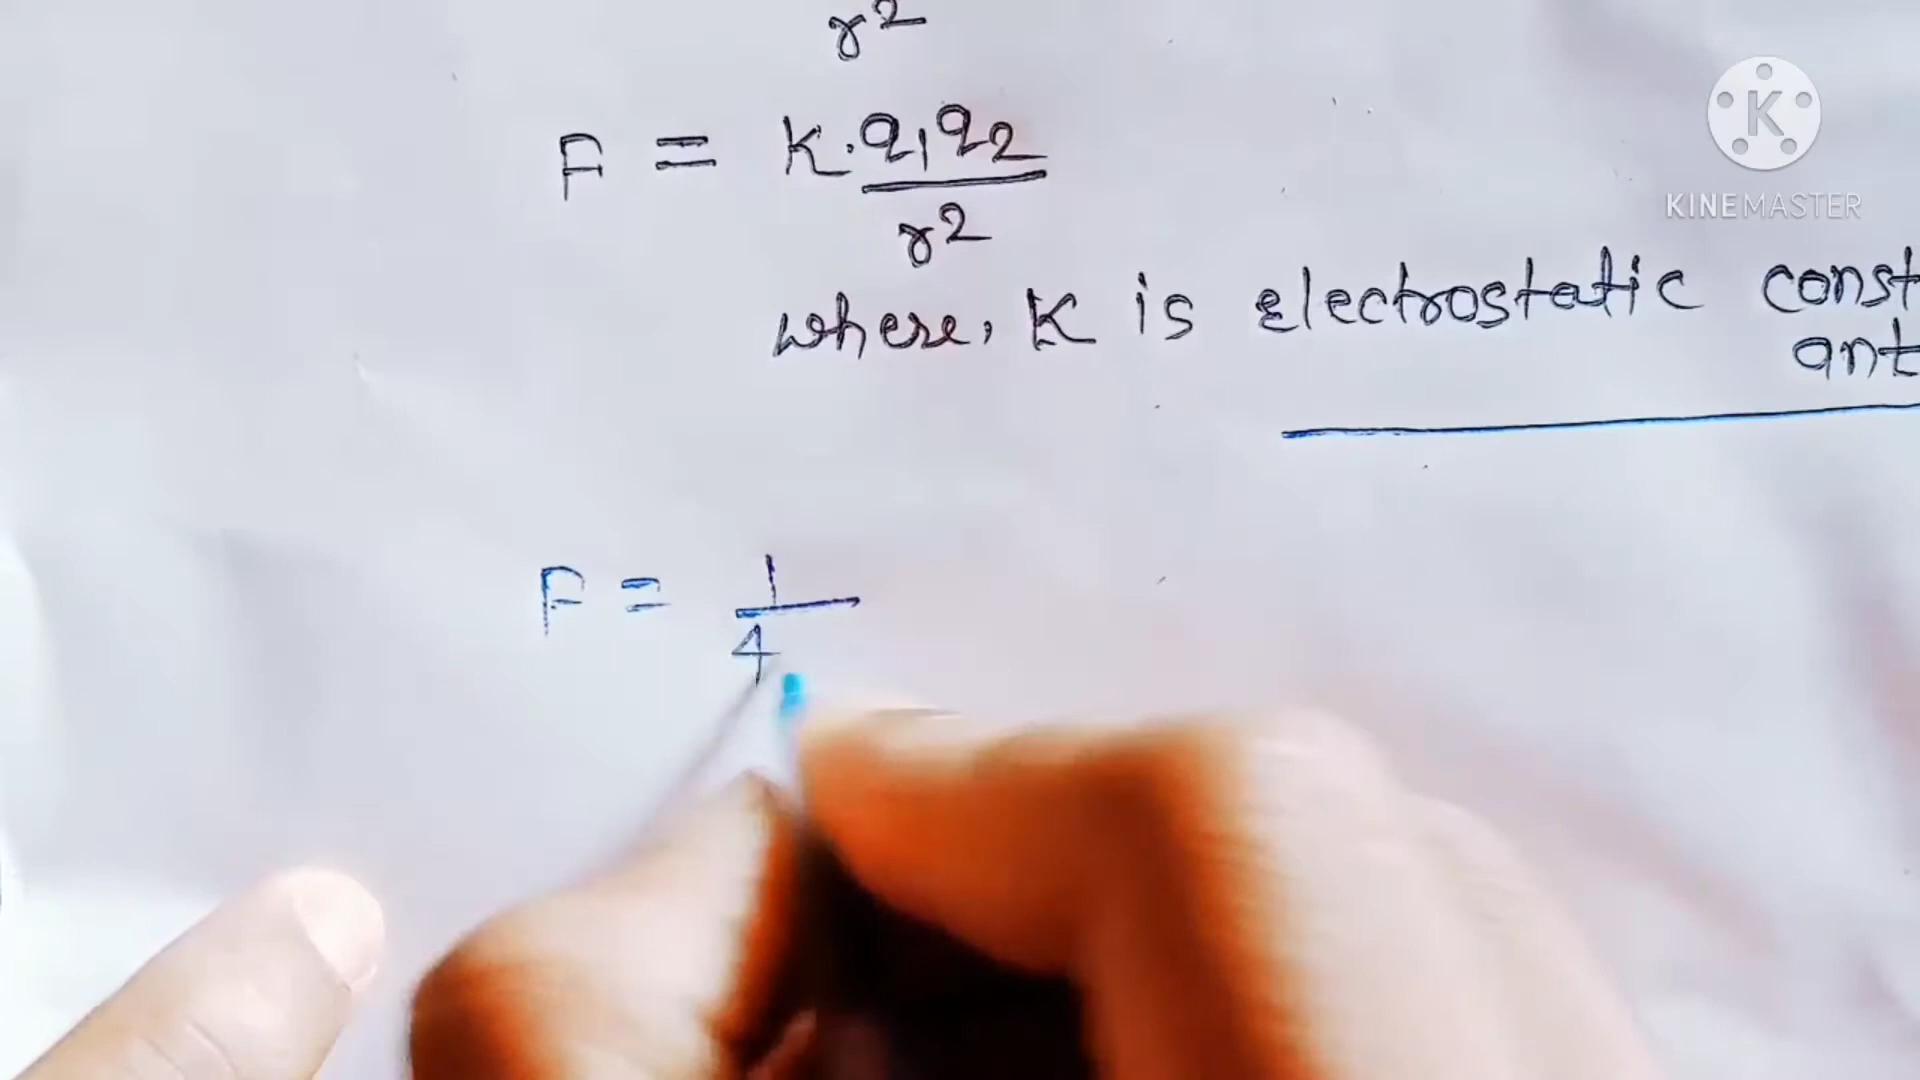 r²
F = K · q₁q₂ / r²
where, K is electrostatic const
ant
F = 1 / 4
K
KINEMASTER